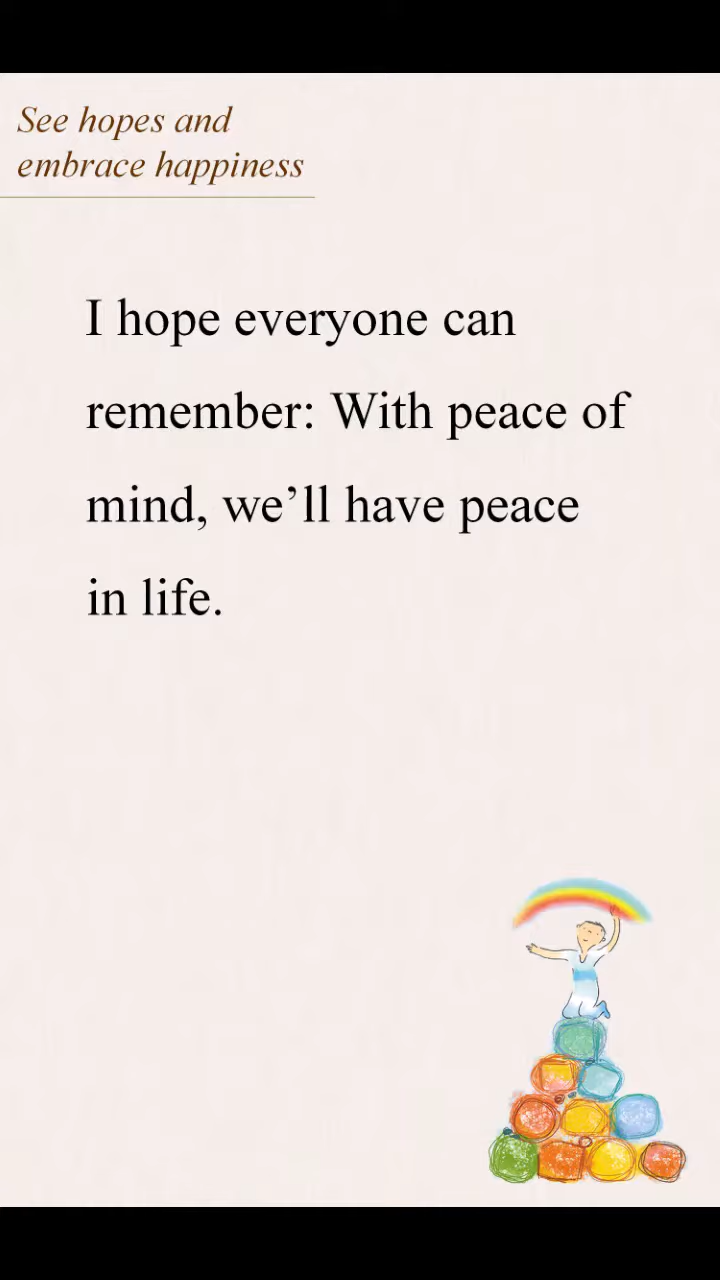 See hopes and
embrace happiness
I hope everyone can
remember: With peace of
mind, we’ll have peace
in life.